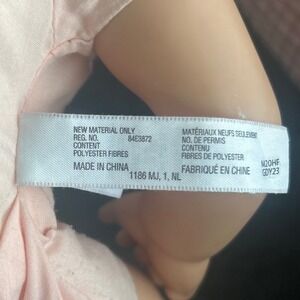 NEW MATERIAL ONLY
REG. NO. 84E3872
CONTENT
POLYESTER FIBRES
MADE IN CHINA
MATÉRIAUX NEUFS SEULEMENT
NO. DE PERMIS
CONTENU
FIBRES DE POLYESTER
FABRIQUÉ EN CHINE
1186 MJ, 1, NL
N20HF
GDY23